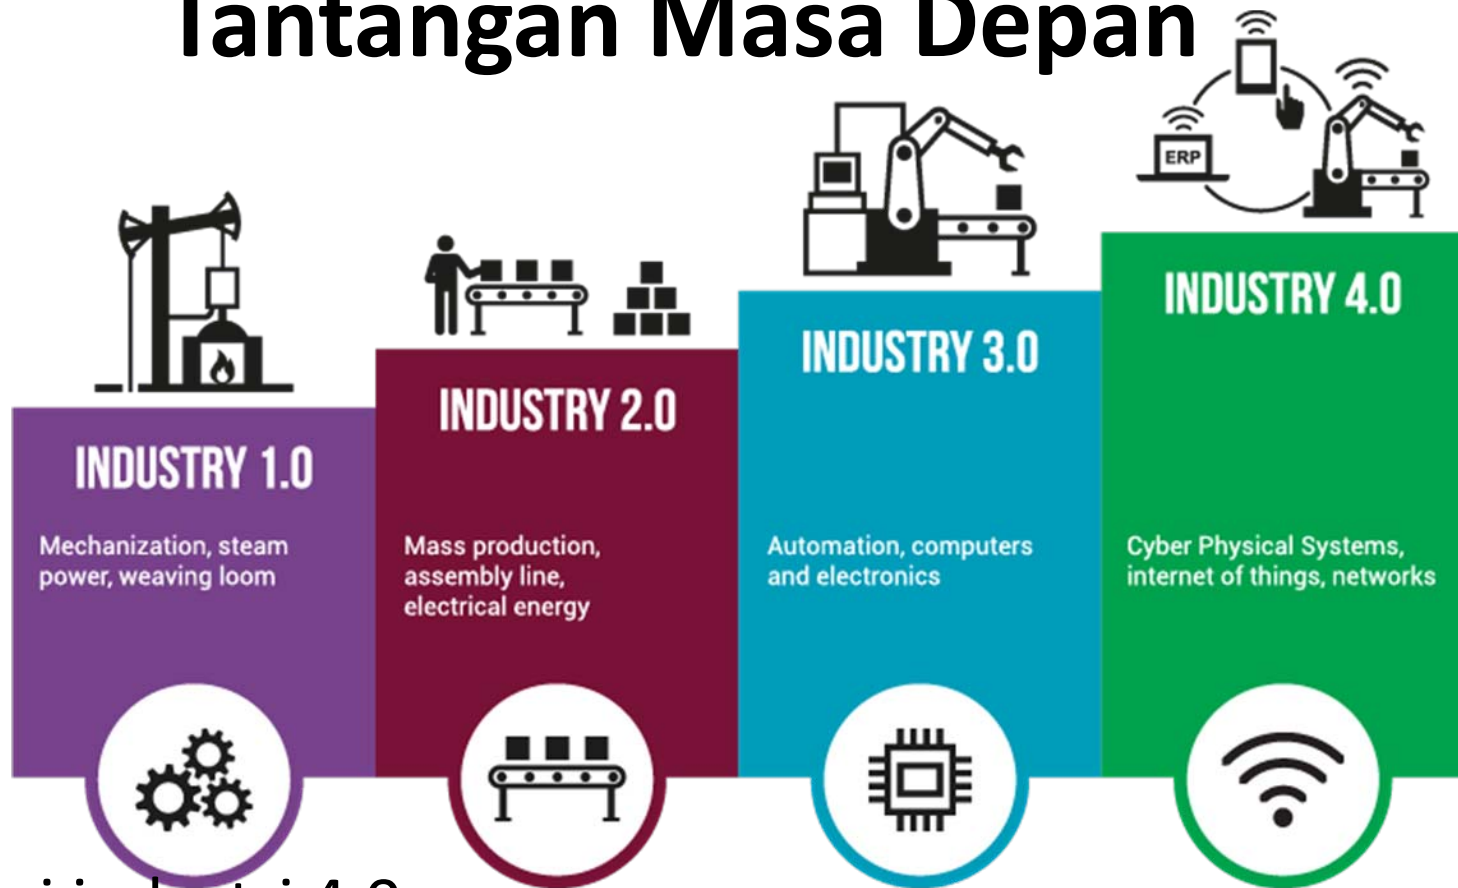 Tantangan Masa Depan
ERP
INDUSTRY 1.0
Mechanization, steam
power, weaving loom
INDUSTRY 2.0
Mass production,
assembly line,
electrical energy
INDUSTRY 3.0
Automation, computers
and electronics
INDUSTRY 4.0
Cyber Physical Systems,
internet of things, networks
4.0